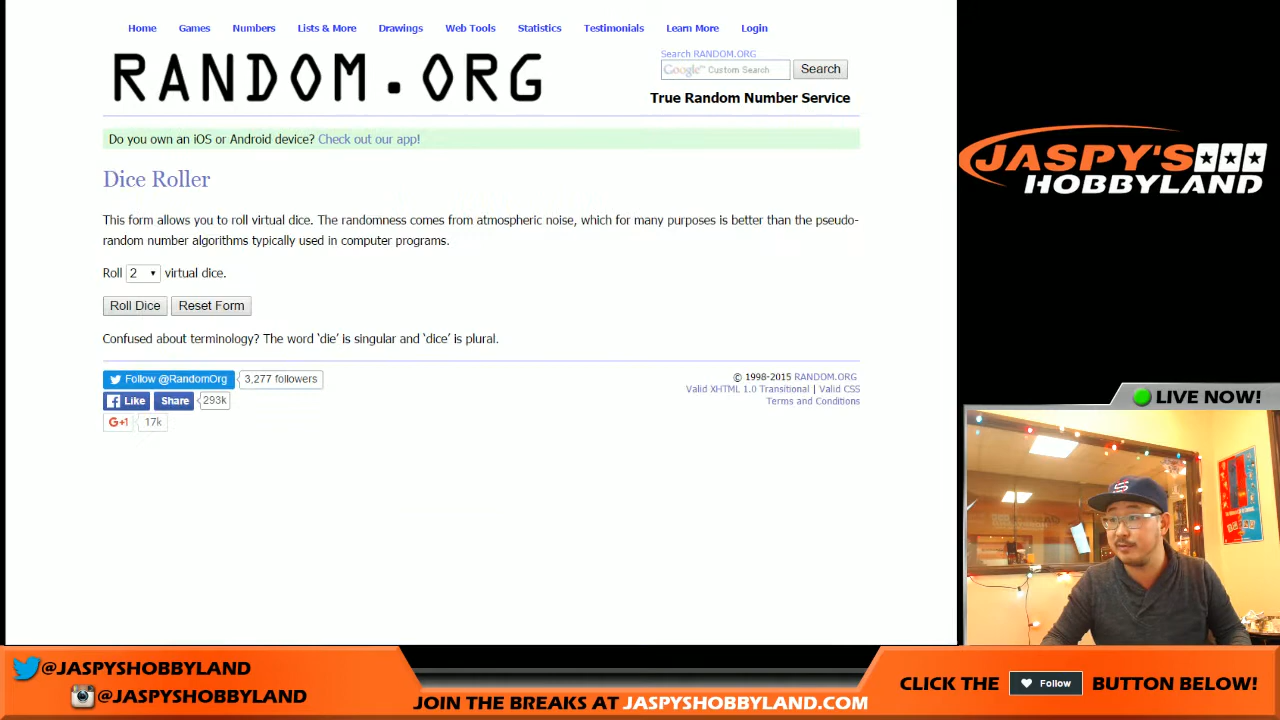 Home Games Numbers Lists & More Drawings Web Tools Statistics Testimonials Learn More Login
RANDOM.ORG
Search RANDOM.ORG
Google™ Custom Search Search
True Random Number Service
Do you own an iOS or Android device? Check out our app!
Dice Roller
This form allows you to roll virtual dice. The randomness comes from atmospheric noise, which for many purposes is better than the pseudo-
random number algorithms typically used in computer programs.
Roll 2 virtual dice.
Roll Dice Reset Form
Confused about terminology? The word ‘die’ is singular and ‘dice’ is plural.
Follow @RandomOrg 3,277 followers
Like Share 293k
G+1 17k
© 1998-2015 RANDOM.ORG
Valid XHTML 1.0 Transitional | Valid CSS
Terms and Conditions
JASPY'S
HOBBYLAND
LIVE NOW!
@JASPYSHOBBYLAND
@JASPYSHOBBYLAND
JOIN THE BREAKS AT JASPYSHOBBYLAND.COM
CLICK THE Follow BUTTON BELOW!